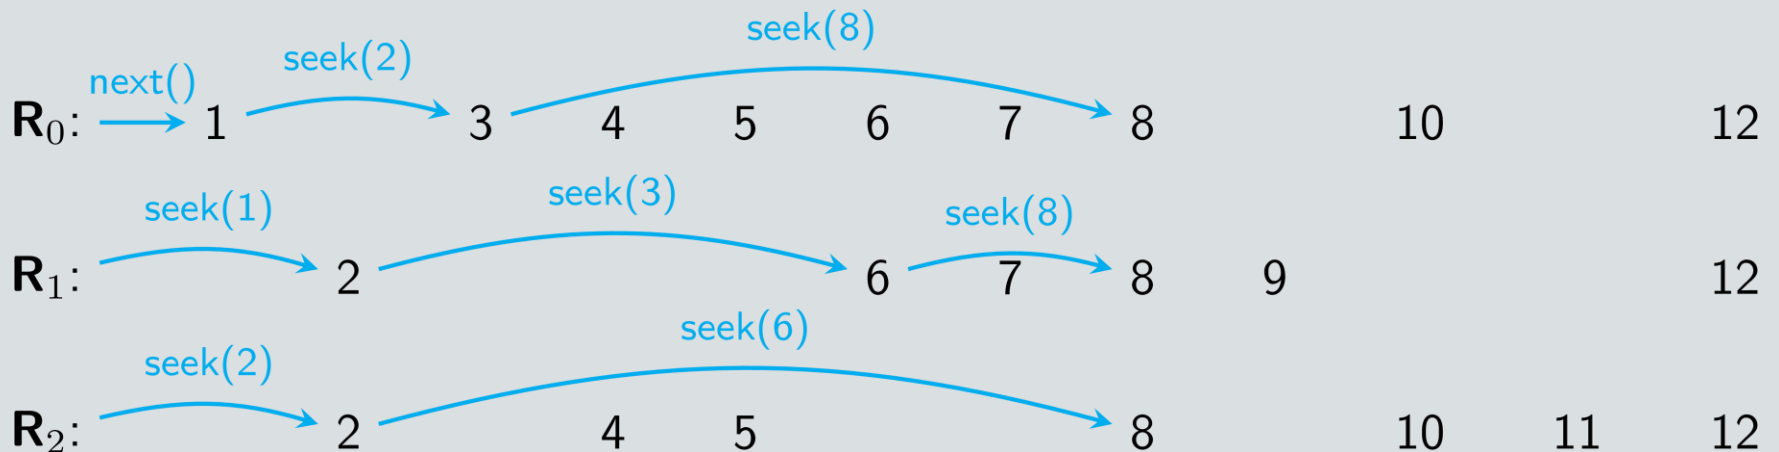 seek(8)
next() seek(2)
R₀: 1 3 4 5 6 7 8 10 12
seek(1) seek(3) seek(8)
R₁: 2 6 7 8 9 12
seek(2) seek(6)
R₂: 2 4 5 8 10 11 12